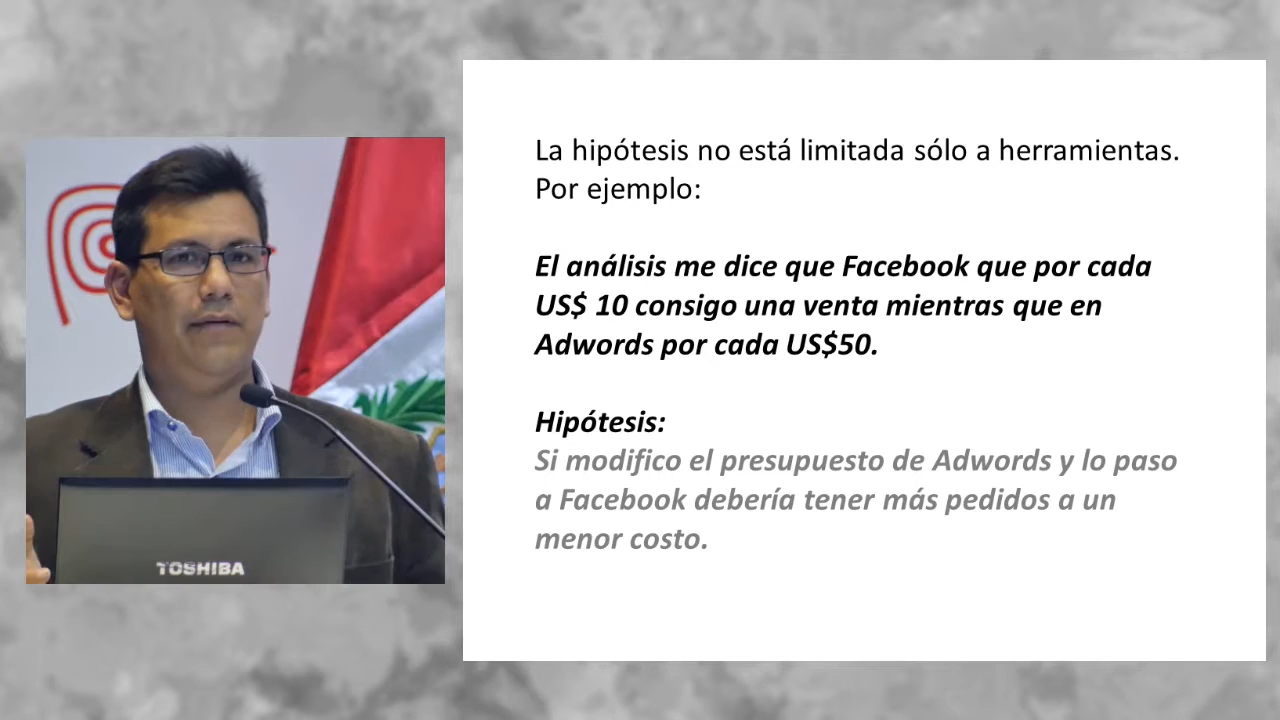 La hipótesis no está limitada sólo a herramientas.
Por ejemplo:
El análisis me dice que Facebook que por cada
US$ 10 consigo una venta mientras que en
Adwords por cada US$50.
Hipótesis:
Si modifico el presupuesto de Adwords y lo paso
a Facebook debería tener más pedidos a un
menor costo.
TOSHIBA